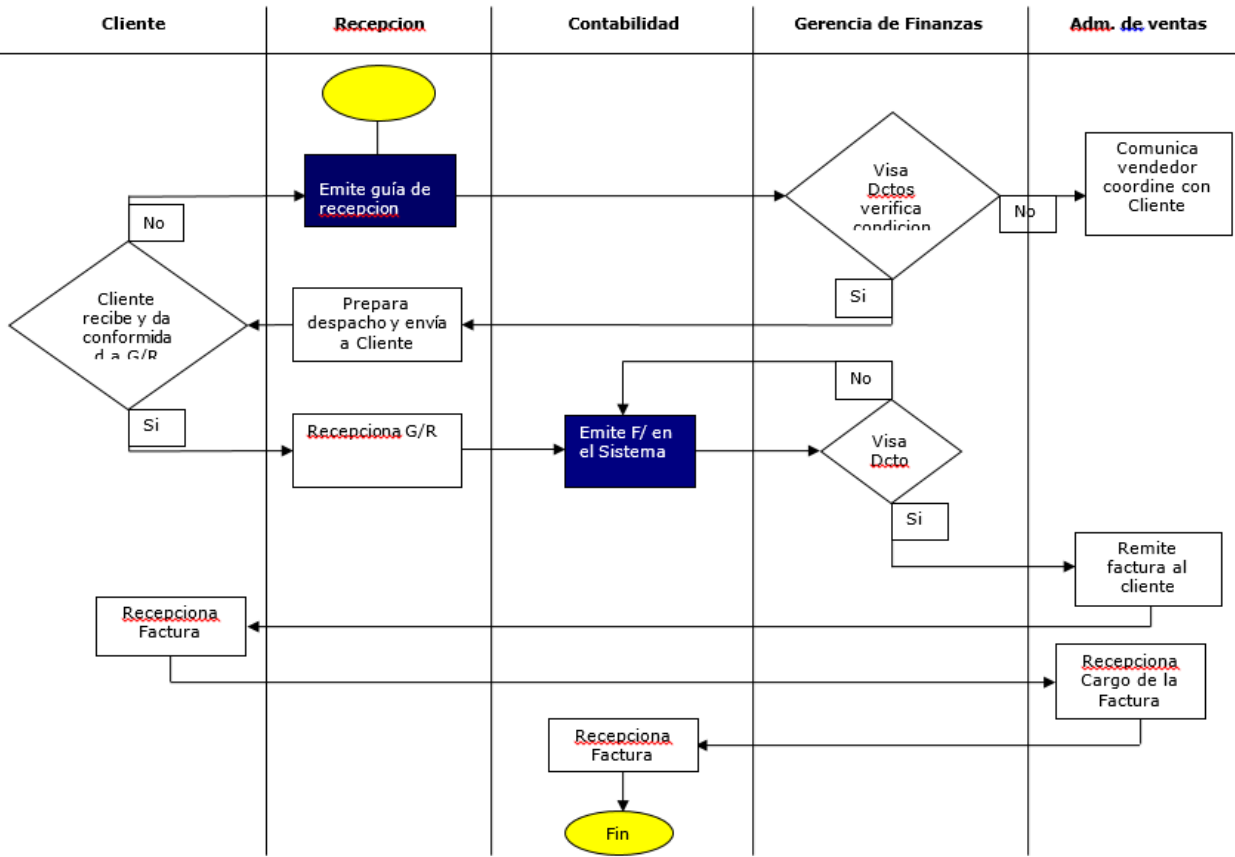 Cliente
Recepcion
Contabilidad
Gerencia de Finanzas
Adm. de ventas
Emite guía de
recepcion
Visa
Dctos
verifica
condicion
No
Comunica
vendedor
coordine con
Cliente
No
Si
Cliente
recibe y da
conformida
d a G/R
Prepara
despacho y envía
a Cliente
No
Si
Recepciona G/R
Emite F/ en
el Sistema
Visa
Dcto
Si
Remite
factura al
cliente
Recepciona
Factura
Recepciona
Cargo de la
Factura
Recepciona
Factura
Fin